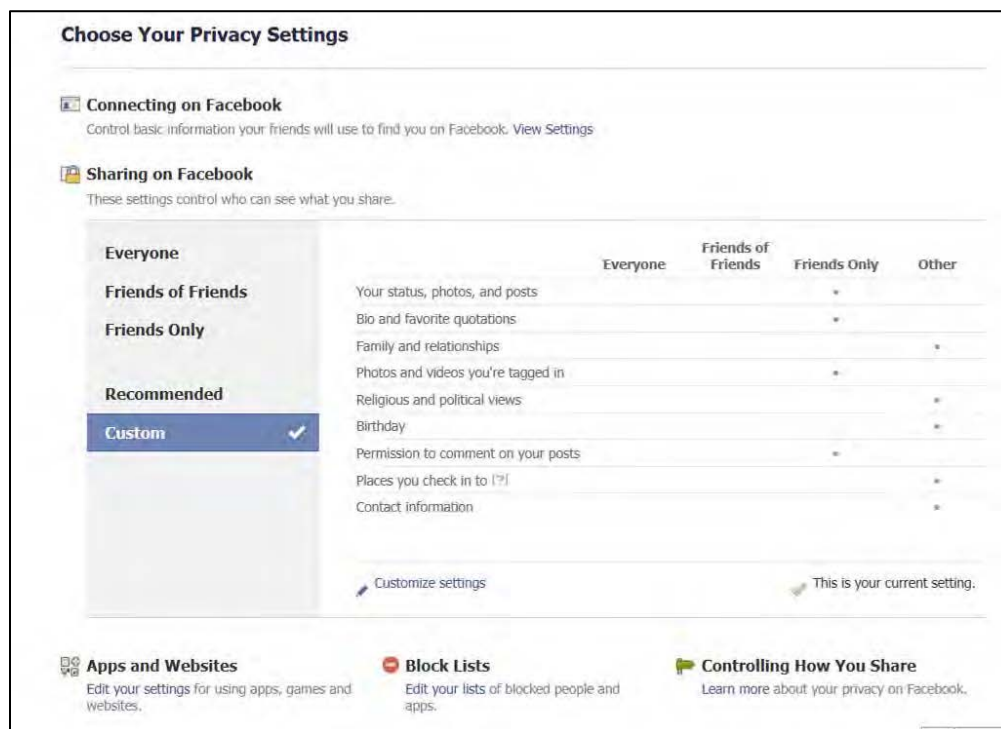 Choose Your Privacy Settings
Connecting on Facebook
Control basic information your friends will use to find you on Facebook. View Settings
Sharing on Facebook
These settings control who can see what you share.
Everyone
Friends of Friends
Friends Only
Recommended
Custom
Everyone
Friends of
Friends
Friends Only
Other
Your status, photos, and posts
Bio and favorite quotations
Family and relationships
Photos and videos you're tagged in
Religious and political views
Birthday
Permission to comment on your posts
Places you check in to [?]
Contact information
Customize settings
This is your current setting.
Apps and Websites
Edit your settings for using apps, games and
websites.
Block Lists
Edit your lists of blocked people and
apps.
Controlling How You Share
Learn more about your privacy on Facebook.